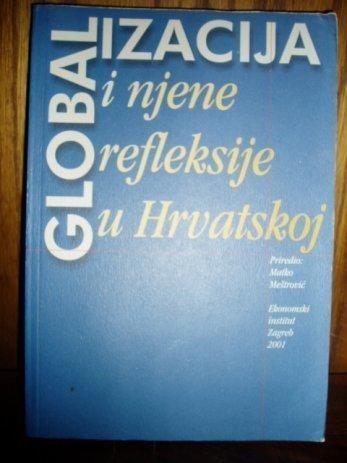 GLOBALIZACIJA
i njene
refleksije
u Hrvatskoj
Priredio:
Matko
Meštrović
Ekonomski
institut
Zagreb
2001